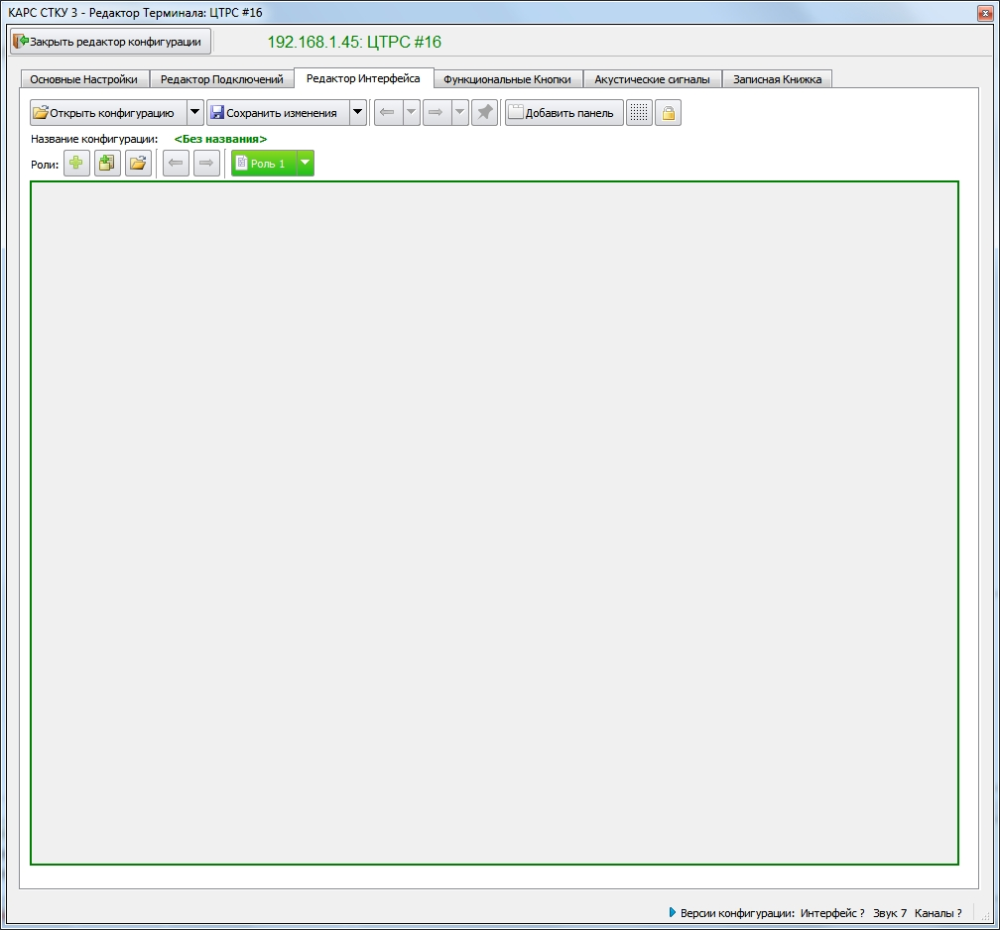 КАРС СТКУ 3 - Редактор Терминала: ЦТРС #16
Закрыть редактор конфигурации
192.168.1.45: ЦТРС #16
Основные Настройки Редактор Подключений Редактор Интерфейса Функциональные Кнопки Акустические сигналы Записная Книжка
Открыть конфигурацию Сохранить изменения Добавить панель
Название конфигурации: <Без названия>
Роли: Роль 1
Версии конфигурации: Интерфейс ? Звук 7 Каналы ?